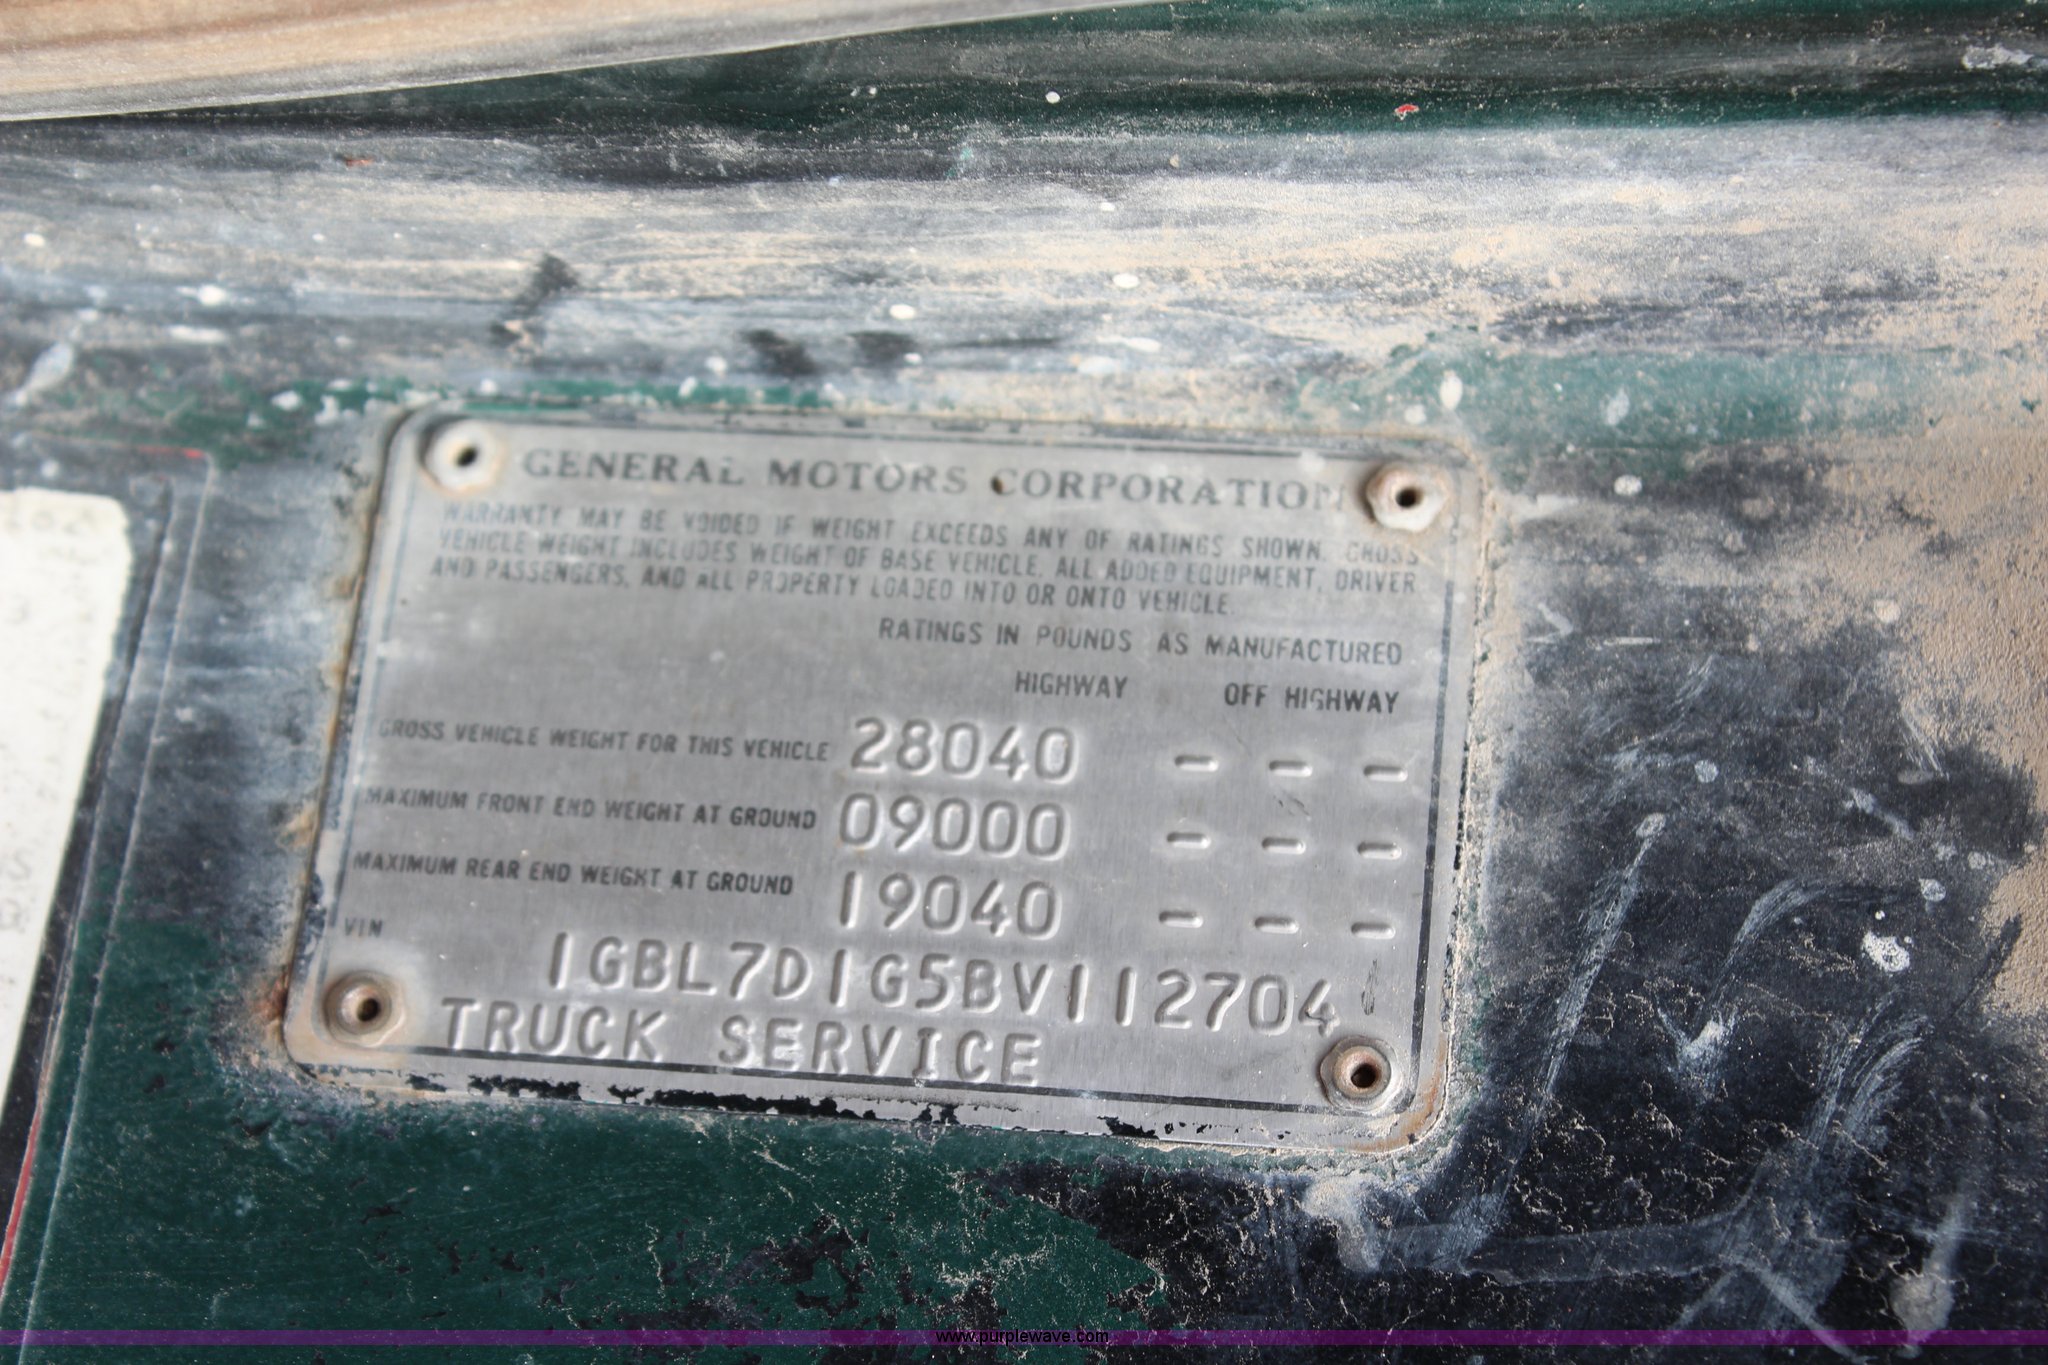 GENERAL MOTORS CORPORATION
WARRANTY MAY BE VOIDED IF WEIGHT EXCEEDS ANY OF RATINGS SHOWN. GROSS
VEHICLE WEIGHT INCLUDES WEIGHT OF BASE VEHICLE, ALL ADDED EQUIPMENT, DRIVER
AND PASSENGERS, AND ALL PROPERTY LOADED INTO OR ONTO VEHICLE.
RATINGS IN POUNDS AS MANUFACTURED
HIGHWAY OFF HIGHWAY
GROSS VEHICLE WEIGHT FOR THIS VEHICLE 28040 - - -
MAXIMUM FRONT END WEIGHT AT GROUND 09000 - - -
MAXIMUM REAR END WEIGHT AT GROUND 19040 - - -
VIN 1GBL7D1G5BV112704
TRUCK SERVICE
www.purplewave.com